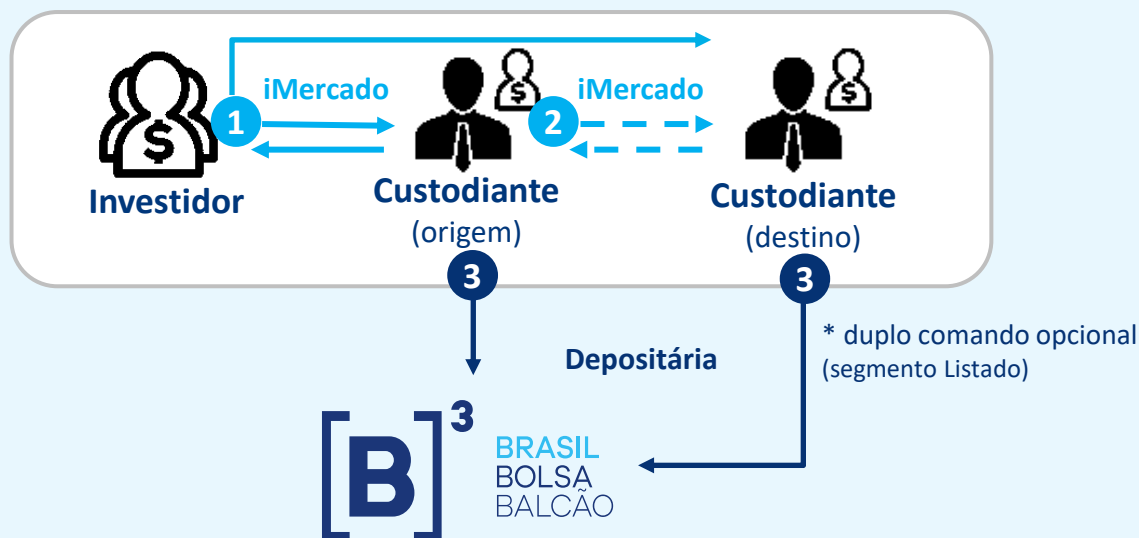 iMercado
iMercado
$
$
$
1
2
Investidor
Custodiante
(origem)
Custodiante
(destino)
3
3
* duplo comando opcional
(segmento Listado)
Depositária
[B]³
BRASIL
BOLSA
BALCÃO